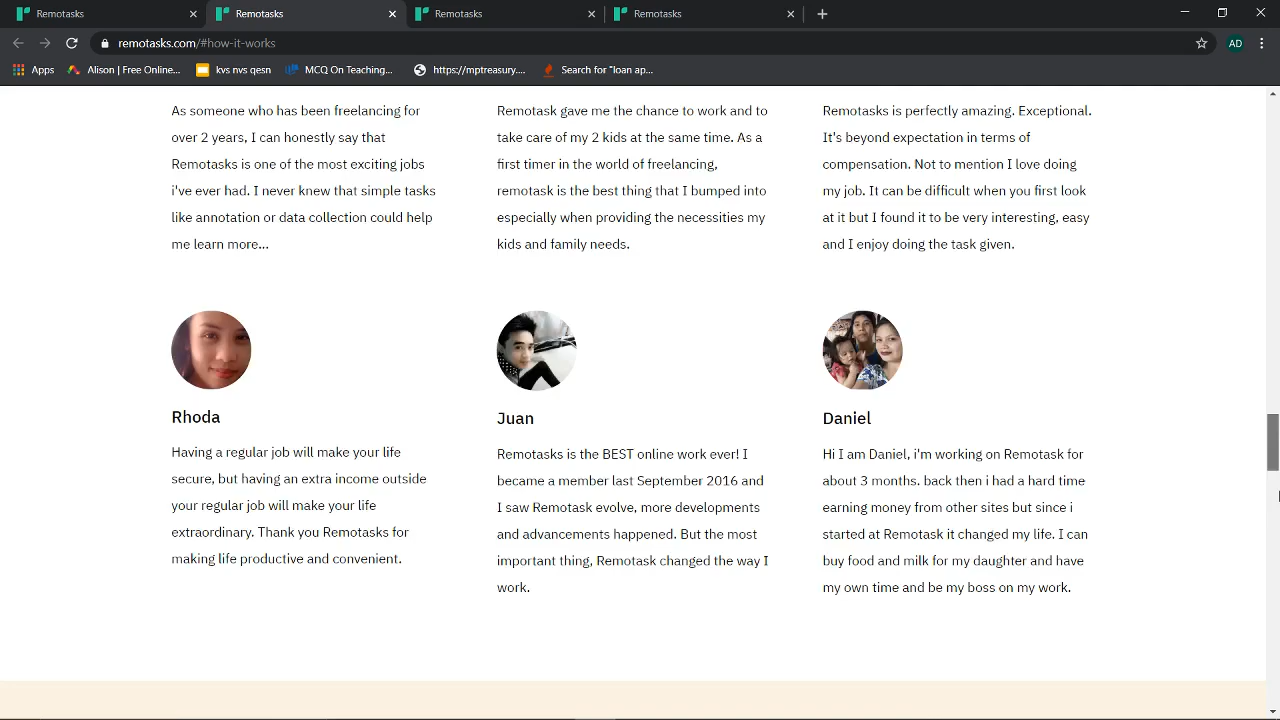 Remotasks
Remotasks
Remotasks
Remotasks
remotasks.com/#how-it-works
AD
Apps
Alison | Free Online...
kvs nvs qesn
MCQ On Teaching...
https://mptreasury....
Search for "loan ap...
As someone who has been freelancing for
over 2 years, I can honestly say that
Remotasks is one of the most exciting jobs
i've ever had. I never knew that simple tasks
like annotation or data collection could help
me learn more...
Remotask gave me the chance to work and to
take care of my 2 kids at the same time. As a
first timer in the world of freelancing,
remotask is the best thing that I bumped into
especially when providing the necessities my
kids and family needs.
Remotasks is perfectly amazing. Exceptional.
It's beyond expectation in terms of
compensation. Not to mention I love doing
my job. It can be difficult when you first look
at it but I found it to be very interesting, easy
and I enjoy doing the task given.
Rhoda
Having a regular job will make your life
secure, but having an extra income outside
your regular job will make your life
extraordinary. Thank you Remotasks for
making life productive and convenient.
Juan
Remotasks is the BEST online work ever! I
became a member last September 2016 and
I saw Remotask evolve, more developments
and advancements happened. But the most
important thing, Remotask changed the way I
work.
Daniel
Hi I am Daniel, i'm working on Remotask for
about 3 months. back then i had a hard time
earning money from other sites but since i
started at Remotask it changed my life. I can
buy food and milk for my daughter and have
my own time and be my boss on my work.